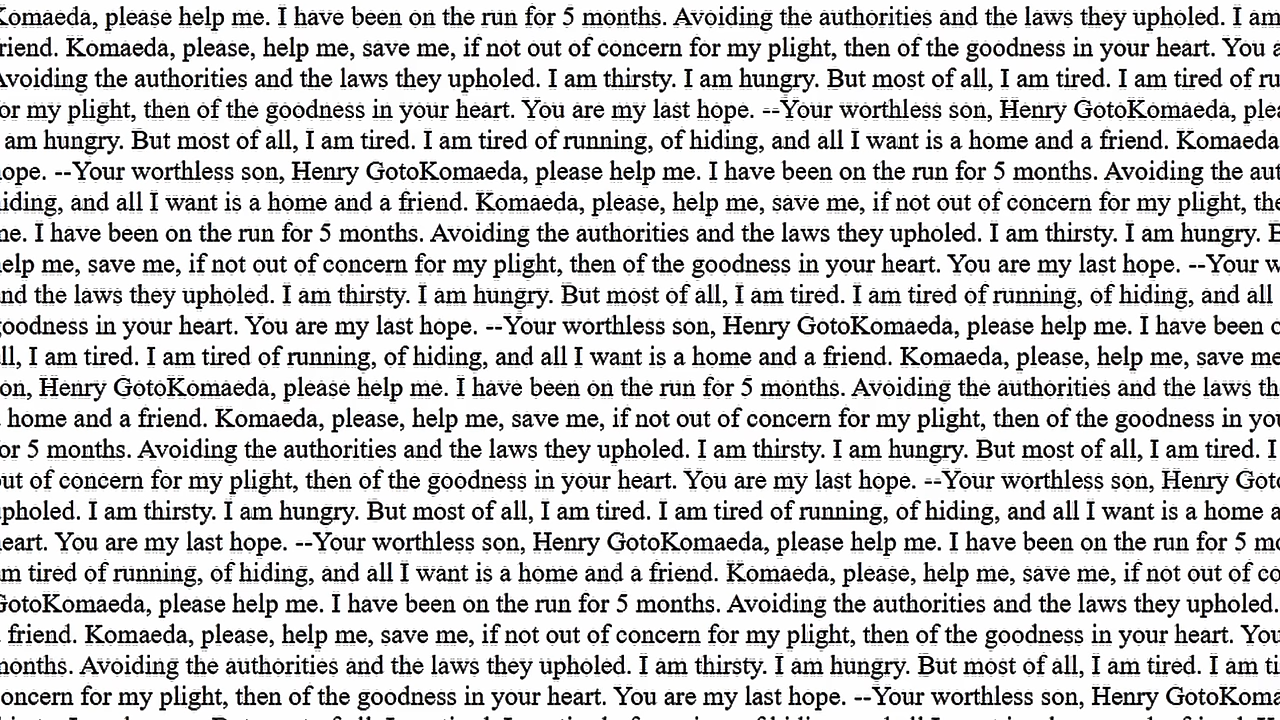 Komaeda, please help me. I have been on the run for 5 months. Avoiding the authorities and the laws they upholed. I am
friend. Komaeda, please, help me, save me, if not out of concern for my plight, then of the goodness in your heart. You a
Avoiding the authorities and the laws they upholed. I am thirsty. I am hungry. But most of all, I am tired. I am tired of ru
or my plight, then of the goodness in your heart. You are my last hope. --Your worthless son, Henry GotoKomaeda, plea
am hungry. But most of all, I am tired. I am tired of running, of hiding, and all I want is a home and a friend. Komaeda
ope. --Your worthless son, Henry GotoKomaeda, please help me. I have been on the run for 5 months. Avoiding the aut
iding, and all I want is a home and a friend. Komaeda, please, help me, save me, if not out of concern for my plight, the
me. I have been on the run for 5 months. Avoiding the authorities and the laws they upholed. I am thirsty. I am hungry. B
elp me, save me, if not out of concern for my plight, then of the goodness in your heart. You are my last hope. --Your w
nd the laws they upholed. I am thirsty. I am hungry. But most of all, I am tired. I am tired of running, of hiding, and all
goodness in your heart. You are my last hope. --Your worthless son, Henry GotoKomaeda, please help me. I have been o
ll, I am tired. I am tired of running, of hiding, and all I want is a home and a friend. Komaeda, please, help me, save me
on, Henry GotoKomaeda, please help me. I have been on the run for 5 months. Avoiding the authorities and the laws th
home and a friend. Komaeda, please, help me, save me, if not out of concern for my plight, then of the goodness in you
or 5 months. Avoiding the authorities and the laws they upholed. I am thirsty. I am hungry. But most of all, I am tired. I
out of concern for my plight, then of the goodness in your heart. You are my last hope. --Your worthless son, Henry Goto
upholed. I am thirsty. I am hungry. But most of all, I am tired. I am tired of running, of hiding, and all I want is a home a
heart. You are my last hope. --Your worthless son, Henry GotoKomaeda, please help me. I have been on the run for 5 mo
am tired of running, of hiding, and all I want is a home and a friend. Komaeda, please, help me, save me, if not out of co
GotoKomaeda, please help me. I have been on the run for 5 months. Avoiding the authorities and the laws they upholed.
friend. Komaeda, please, help me, save me, if not out of concern for my plight, then of the goodness in your heart. You
months. Avoiding the authorities and the laws they upholed. I am thirsty. I am hungry. But most of all, I am tired. I am ti
concern for my plight, then of the goodness in your heart. You are my last hope. --Your worthless son, Henry GotoKoma